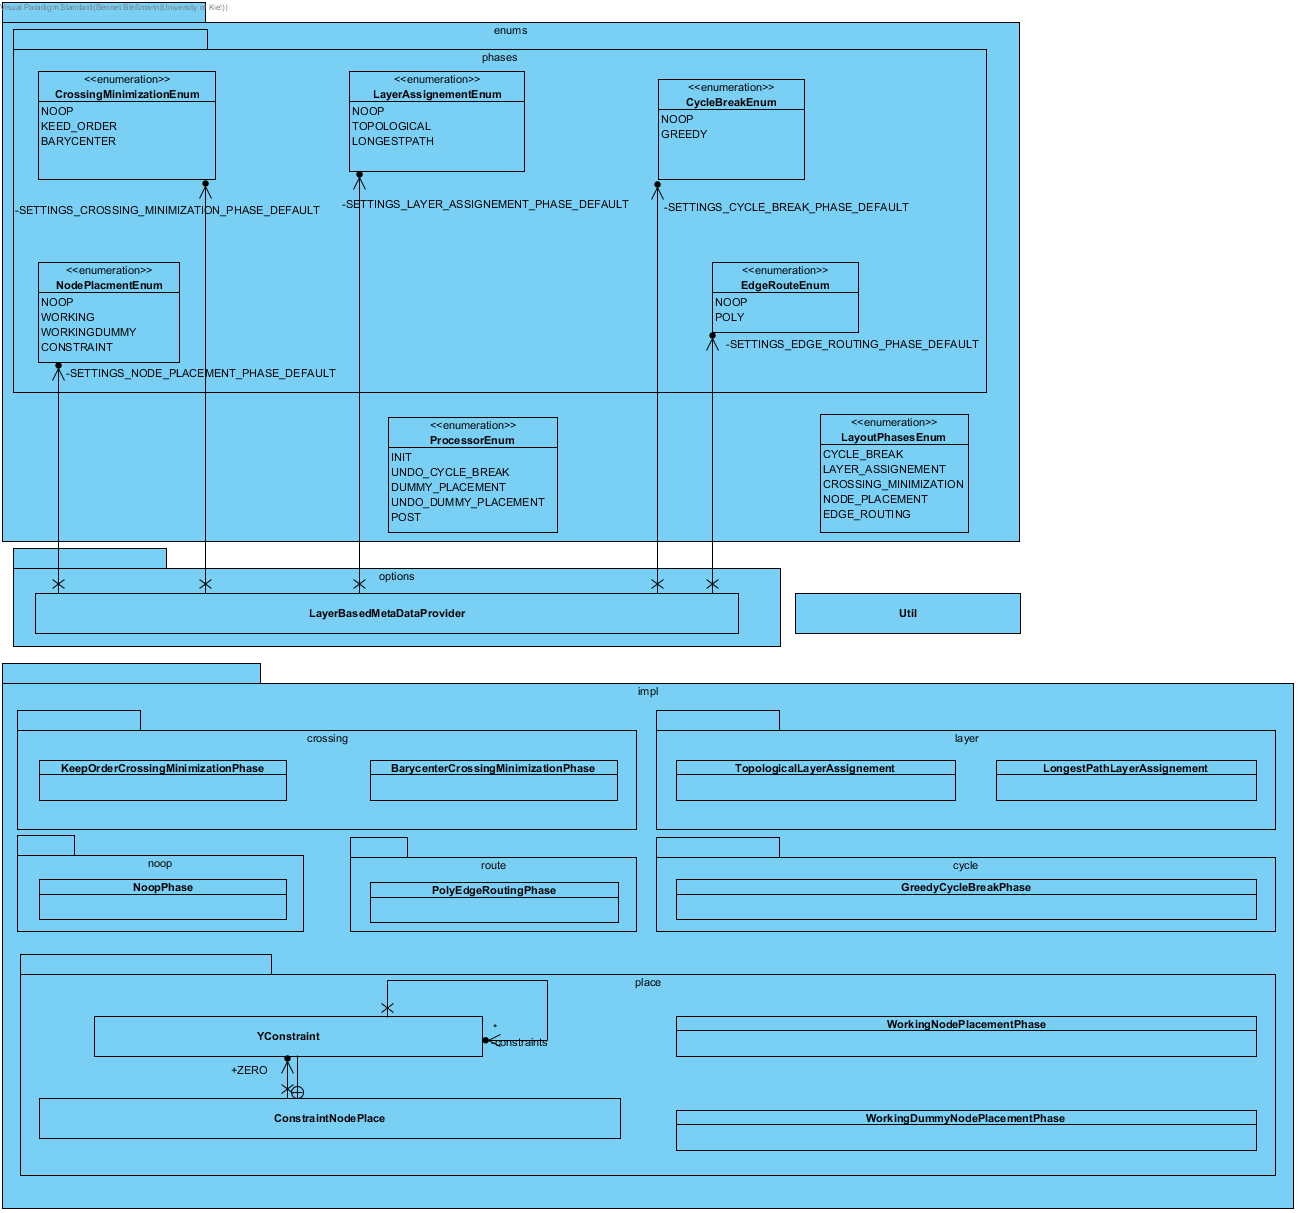 Visual Paradigm Standard(Bennet Bleßmann(University of Kiel))
enums
phases
<<enumeration>>
CrossingMinimizationEnum
NOOP
KEED_ORDER
BARYCENTER
<<enumeration>>
LayerAssignementEnum
NOOP
TOPOLOGICAL
LONGESTPATH
<<enumeration>>
CycleBreakEnum
NOOP
GREEDY
-SETTINGS_CROSSING_MINIMIZATION_PHASE_DEFAULT
-SETTINGS_LAYER_ASSIGNEMENT_PHASE_DEFAULT
-SETTINGS_CYCLE_BREAK_PHASE_DEFAULT
<<enumeration>>
NodePlacmentEnum
NOOP
WORKING
WORKINGDUMMY
CONSTRAINT
<<enumeration>>
EdgeRouteEnum
NOOP
POLY
-SETTINGS_EDGE_ROUTING_PHASE_DEFAULT
-SETTINGS_NODE_PLACEMENT_PHASE_DEFAULT
<<enumeration>>
ProcessorEnum
INIT
UNDO_CYCLE_BREAK
DUMMY_PLACEMENT
UNDO_DUMMY_PLACEMENT
POST
<<enumeration>>
LayoutPhasesEnum
CYCLE_BREAK
LAYER_ASSIGNEMENT
CROSSING_MINIMIZATION
NODE_PLACEMENT
EDGE_ROUTING
options
LayerBasedMetaDataProvider
Util
impl
crossing
KeepOrderCrossingMinimizationPhase
BarycenterCrossingMinimizationPhase
layer
TopologicalLayerAssignement
LongestPathLayerAssignement
noop
NoopPhase
route
PolyEdgeRoutingPhase
cycle
GreedyCycleBreakPhase
place
YConstraint
*
-constraints
+ZERO
ConstraintNodePlace
WorkingNodePlacementPhase
WorkingDummyNodePlacementPhase